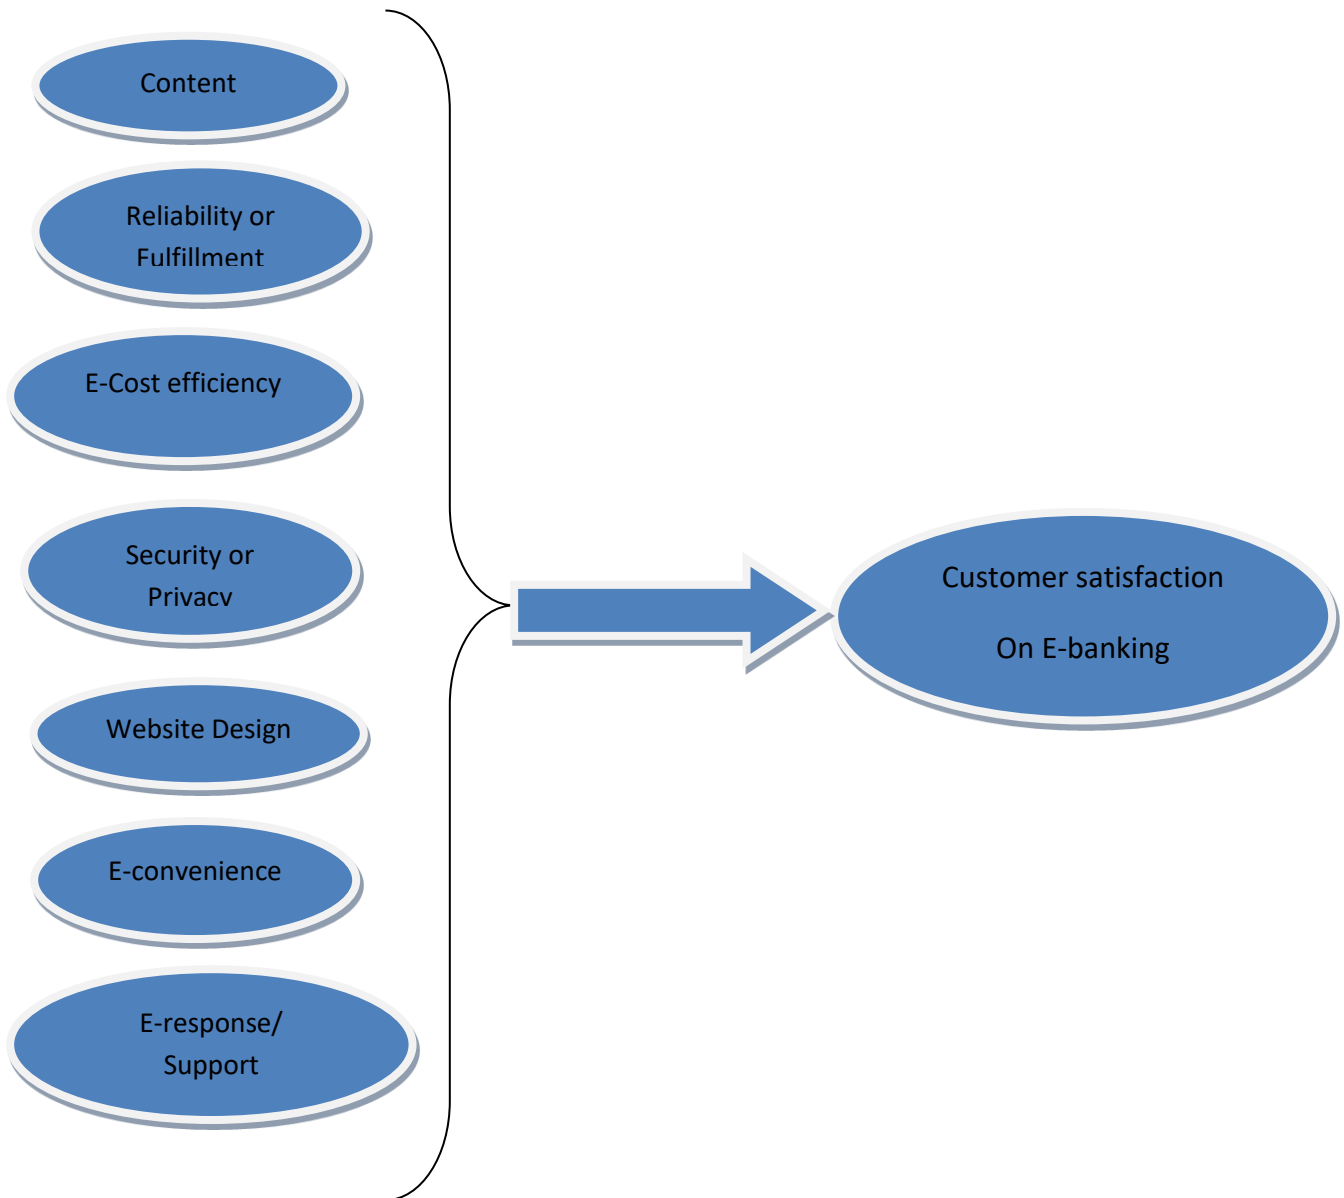 Content
Reliability or
Fulfillment
E-Cost efficiency
Security or
Privacy
Website Design
E-convenience
E-response/
Support
Customer satisfaction
On E-banking